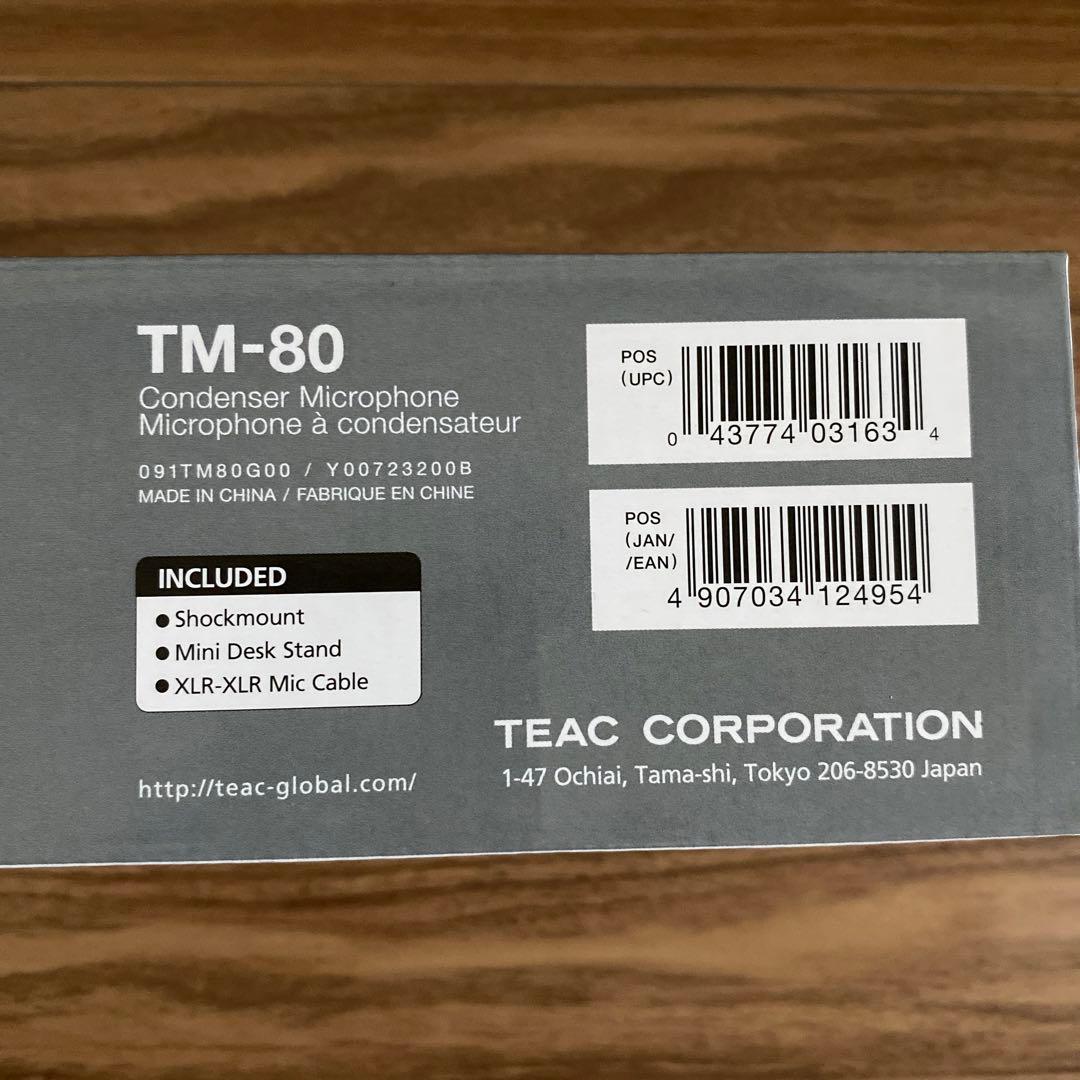 TM-80
Condenser Microphone
Microphone à condensateur
091TM80G00 / Y00723200B
MADE IN CHINA / FABRIQUE EN CHINE
INCLUDED
● Shockmount
● Mini Desk Stand
● XLR-XLR Mic Cable
http://teac-global.com/
POS
(UPC)
0 43774 03163 4
POS
(JAN/
/EAN)
4 907034 124954
TEAC CORPORATION
1-47 Ochiai, Tama-shi, Tokyo 206-8530 Japan